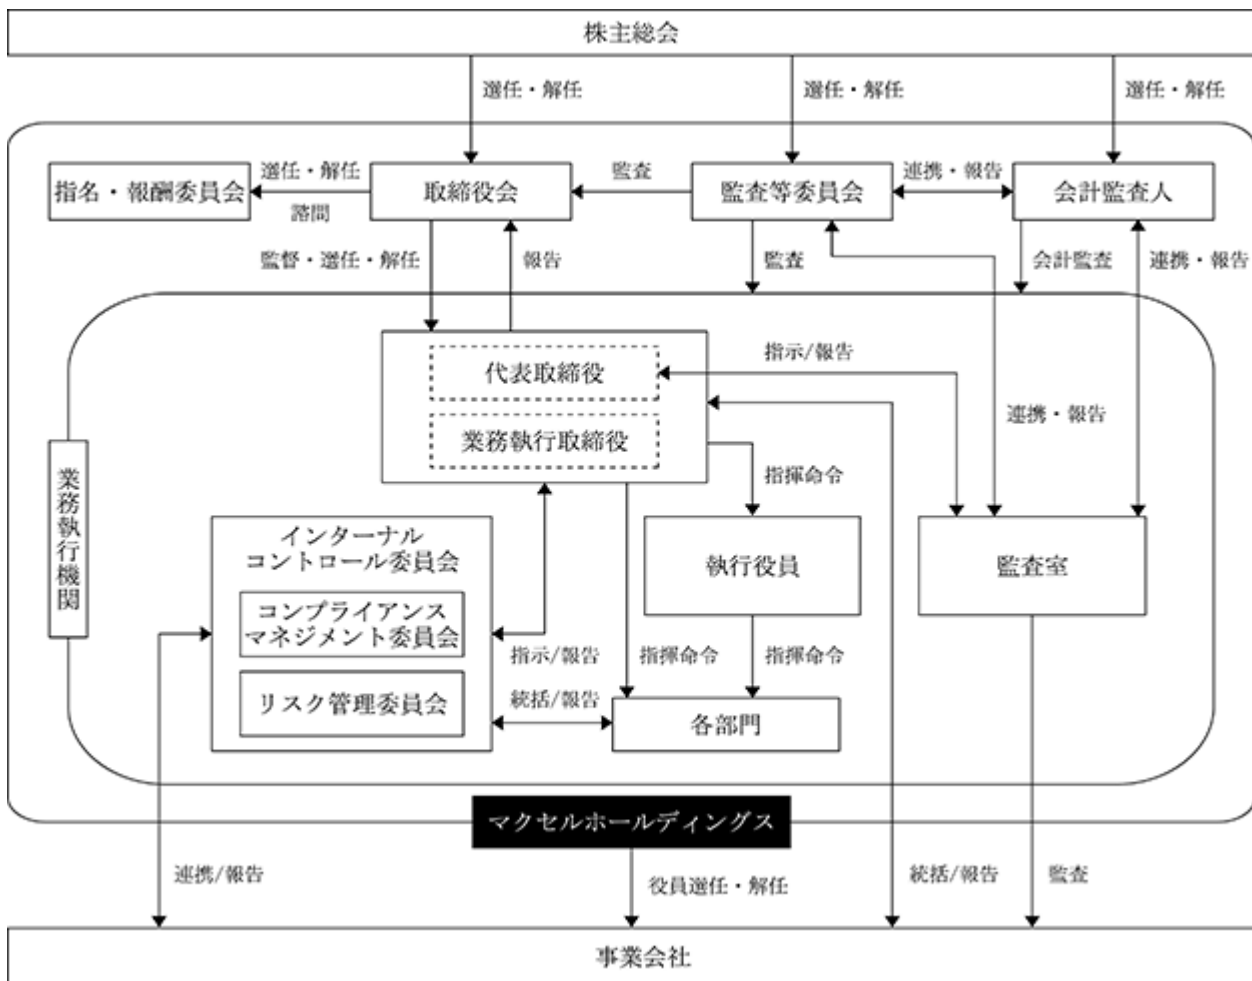 株主総会
選任・解任
選任・解任
選任・解任
指名・報酬委員会
選任・解任
諮問
取締役会
監査
監査等委員会
連携・報告
会計監査人
監督・選任・解任
報告
監査
会計監査
連携・報告
代表取締役
指示/報告
業務執行取締役
連携・報告
指揮命令
業務執行機関
インターナル
コントロール委員会
コンプライアンス
マネジメント委員会
リスク管理委員会
執行役員
監査室
指示/報告
指揮命令
指揮命令
統括/報告
各部門
マクセルホールディングス
連携/報告
役員選任・解任
統括/報告
監査
事業会社